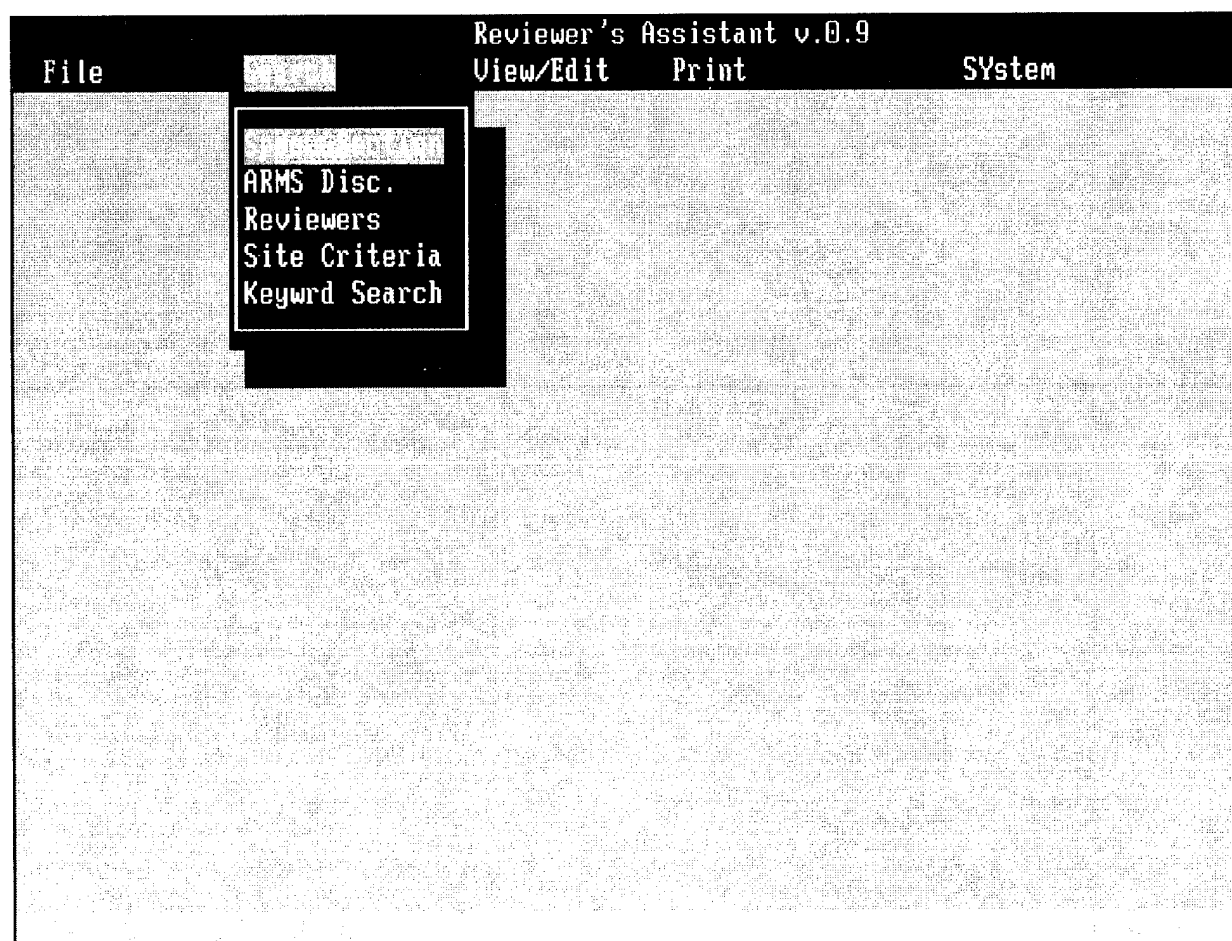 Reviewer's Assistant v.0.9
File View/Edit Print SYstem
ARMS Disc.
Reviewers
Site Criteria
Keywrd Search